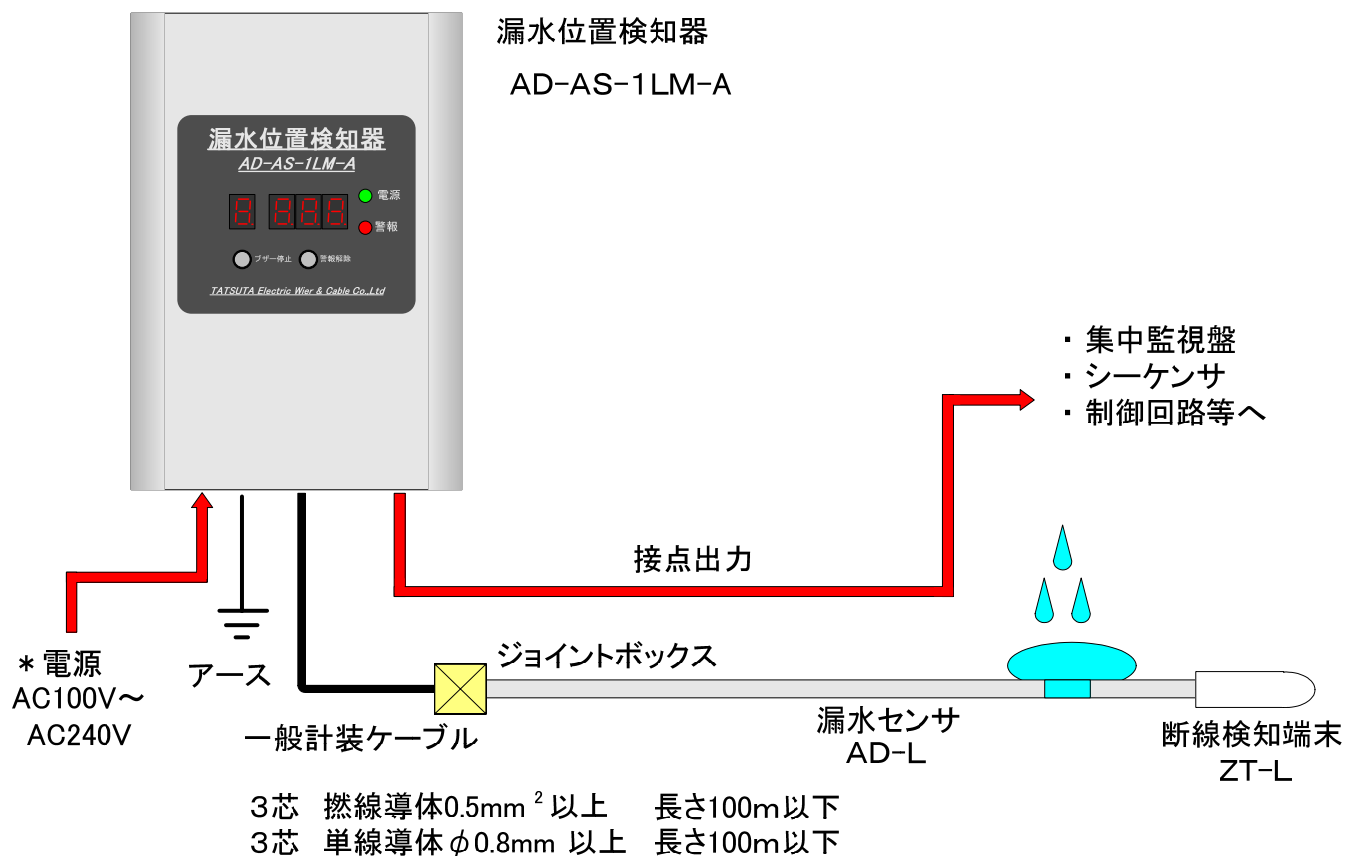 漏水位置検知器
AD-AS-1LM-A
漏水位置検知器
AD-AS-1LM-A
電源
警報
ブザー停止 警報解除
TATSUTA Electric Wier & Cable Co.,Ltd
・集中監視盤
・シーケンサ
・制御回路等へ
接点出力
*電源
AC100V～
AC240V
アース
ジョイントボックス
一般計装ケーブル
漏水センサ
AD-L
断線検知端末
ZT-L
3芯 撚線導体0.5mm² 以上 長さ100m以下
3芯 単線導体φ0.8mm 以上 長さ100m以下